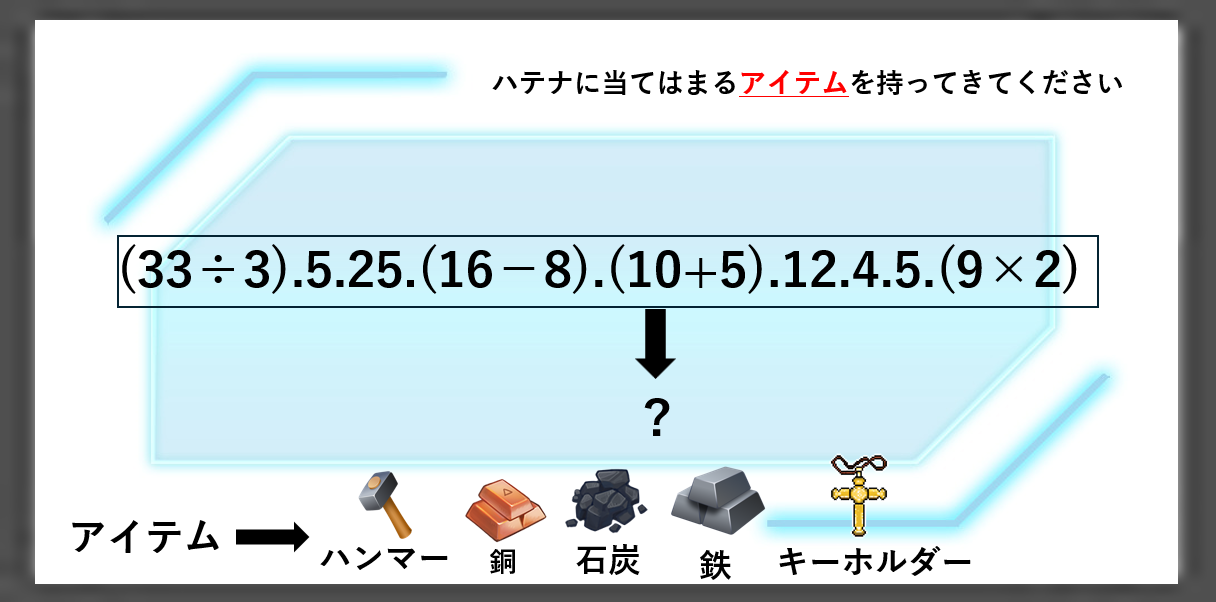 ハテナに当てはまるアイテムを持ってきてください
(33÷3).5.25.(16−8).(10+5).12.4.5.(9×2)
?
アイテム
ハンマー
銅
石炭
鉄
キーホルダー